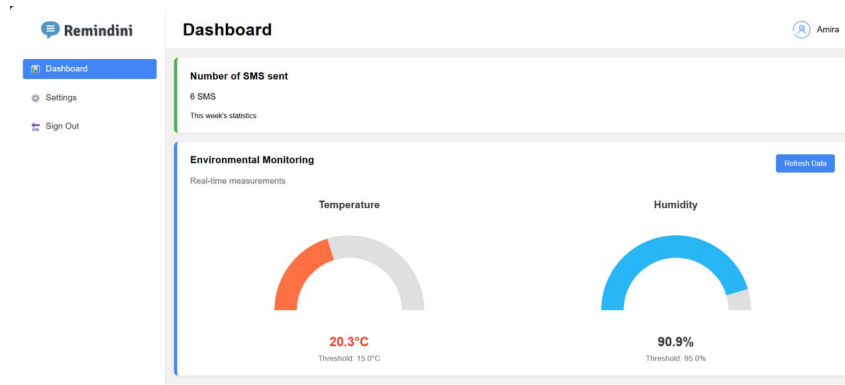 Remindini
Dashboard
Amira
Dashboard
Settings
Sign Out
Number of SMS sent
6 SMS
This week's statistics
Environmental Monitoring
Refresh Data
Real-time measurements
Temperature
Humidity
20.3°C
90.9%
Threshold: 15.0°C
Threshold: 95.0%